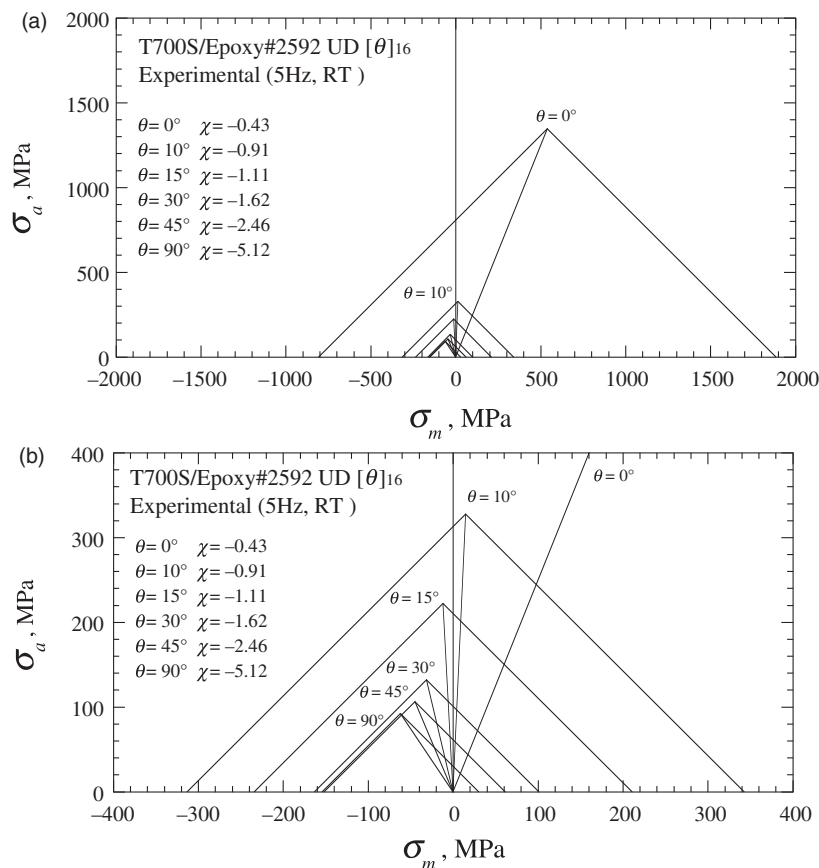 (a)
2000
T700S/Epoxy#2592 UD [θ]16
Experimental (5Hz, RT )
1500
θ= 0° χ= –0.43
θ= 10° χ= –0.91
θ= 15° χ= –1.11
θ= 30° χ= –1.62
θ= 45° χ= –2.46
θ= 90° χ= –5.12
θ = 0°
σa , MPa
1000
500
θ = 10°
0
–2000 –1500 –1000 –500 0 500 1000 1500 2000
σm , MPa
(b)
400
T700S/Epoxy#2592 UD [θ]16
Experimental (5Hz, RT )
θ = 0°
θ = 10°
θ= 0° χ= –0.43
θ= 10° χ= –0.91
θ= 15° χ= –1.11
θ= 30° χ= –1.62
θ= 45° χ= –2.46
θ= 90° χ= –5.12
300
σa , MPa
200
θ = 15°
θ = 30°
θ = 45°
θ = 90°
100
0
–400 –300 –200 –100 0 100 200 300 400
σm , MPa